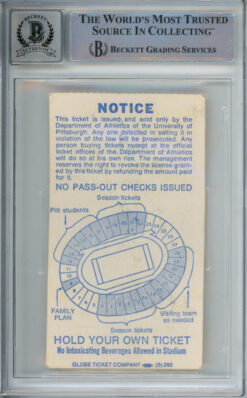 THE WORLD'S MOST TRUSTED
SOURCE IN COLLECTING™
BECKETT GRADING SERVICES
BECKETT
AUTHENTIC
NOTICE
This ticket is issued and sold only by the
Department of Athletics of the University of
Pittsburgh. Any one detected in selling it in
violation of the law will be prosecuted. Any
person buying tickets except at the official
ticket offices of the Department of Athletics
will do so at his own risk. The management
reserves the right to revoke the license grant-
ed by this ticket by refunding the amount paid
for it.
NO PASS-OUT CHECKS ISSUED
Season tickets
Pitt students
FAMILY
PLAN
Visiting team
as needed
Season tickets
HOLD YOUR OWN TICKET
No Intoxicating Beverages Allowed in Stadium
GLOBE TICKET COMPANY (5) 280